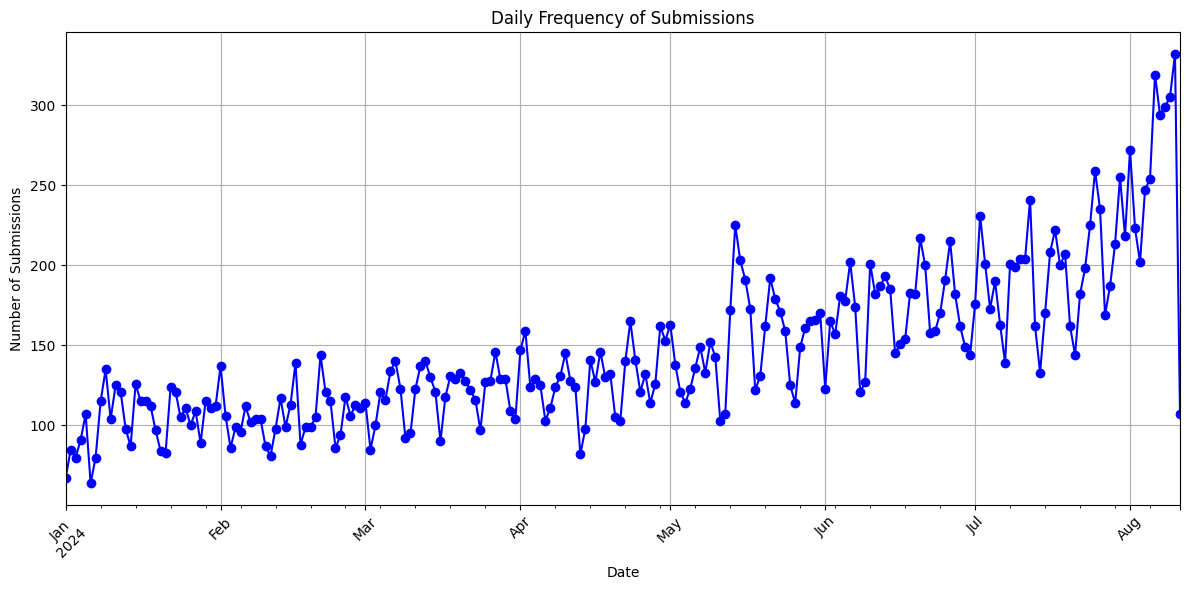 Daily Frequency of Submissions
Number of Submissions
300
250
200
150
100
Jan
2024
Feb
Mar
Apr
May
Jun
Jul
Aug
Date